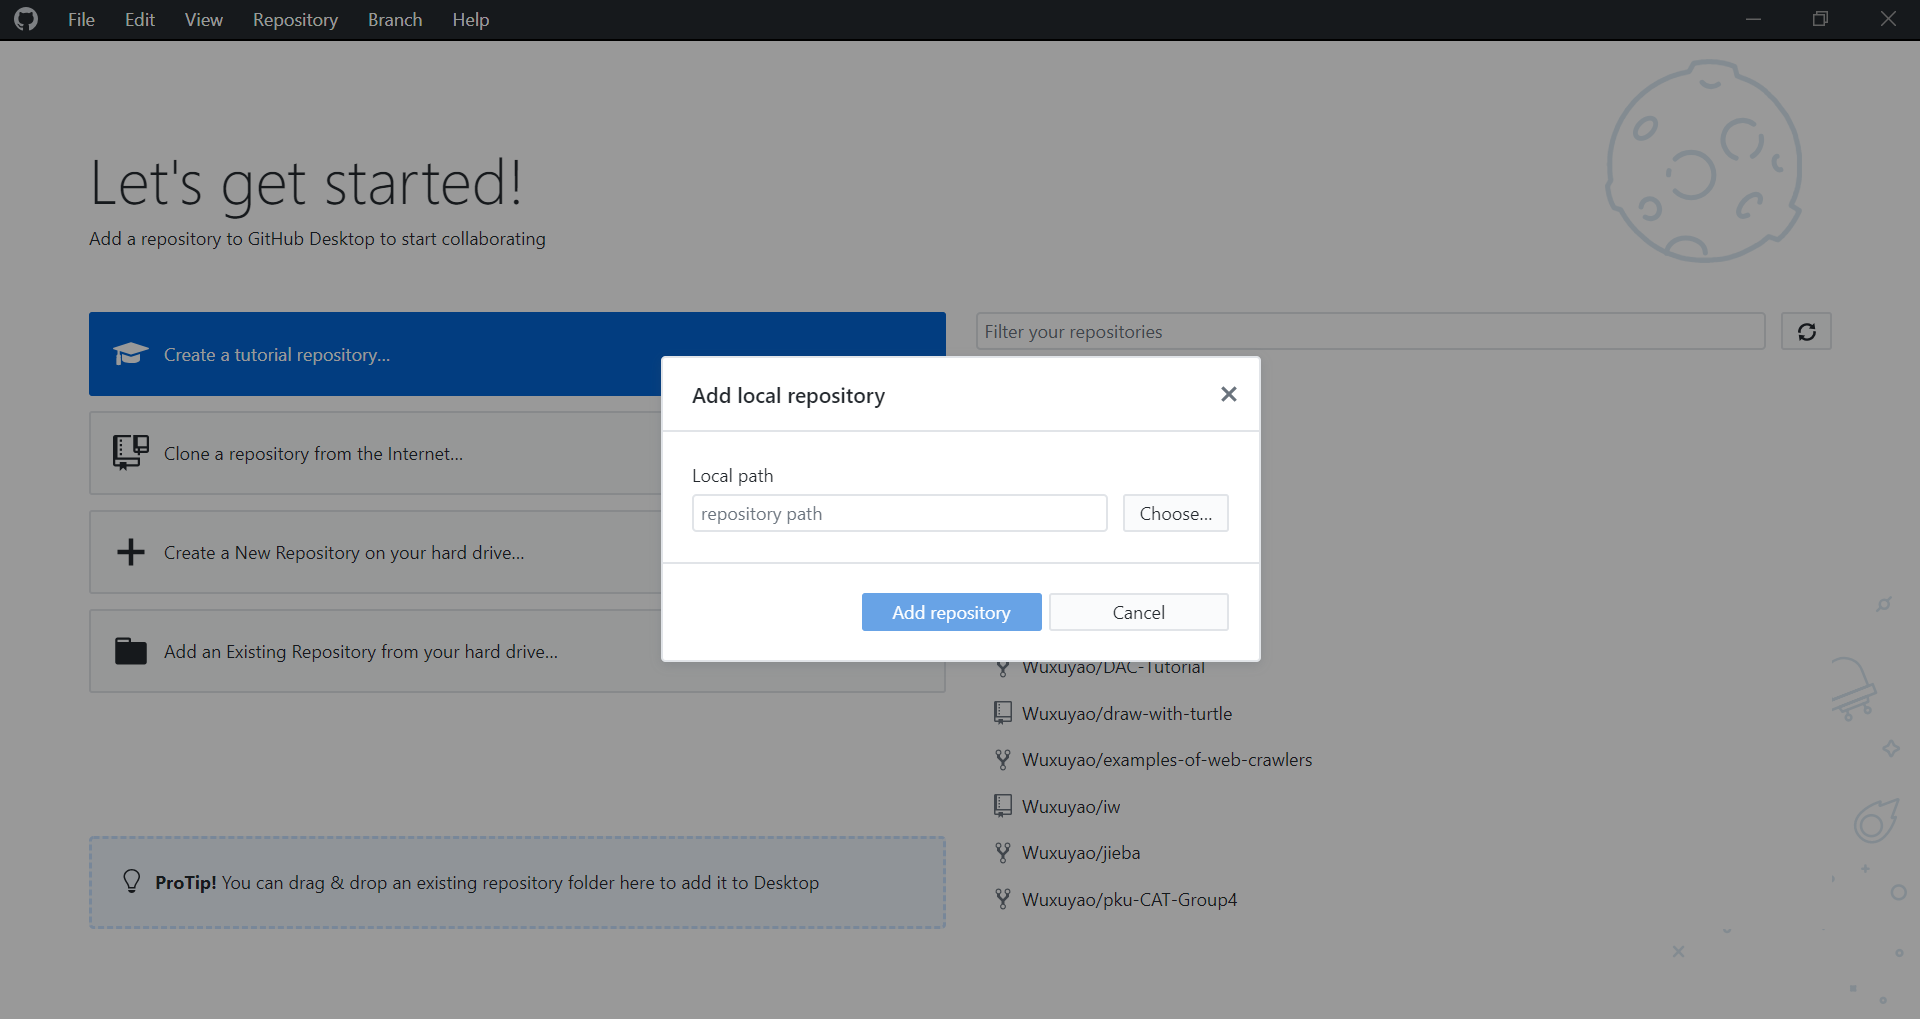 File Edit View Repository Branch Help
Let's get started!
Add a repository to GitHub Desktop to start collaborating
Create a tutorial repository...
Clone a repository from the Internet...
Create a New Repository on your hard drive...
Add an Existing Repository from your hard drive...
ProTip! You can drag & drop an existing repository folder here to add it to Desktop
Filter your repositories
Add local repository
Local path
repository path
Choose...
Add repository
Cancel
Wuxuyao/DAC-Tutorial
Wuxuyao/draw-with-turtle
Wuxuyao/examples-of-web-crawlers
Wuxuyao/iw
Wuxuyao/jieba
Wuxuyao/pku-CAT-Group4